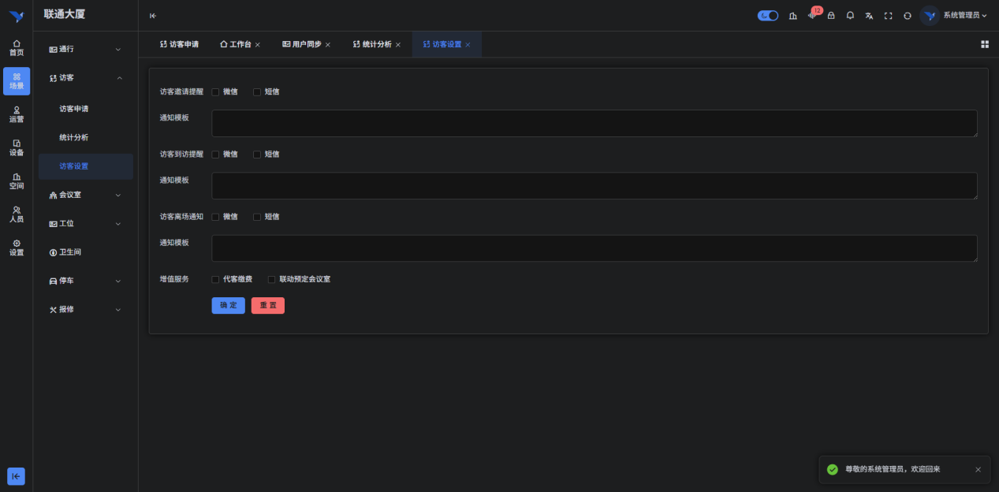 联通大厦
12
系统管理员
首页
场景
运营
设备
空间
人员
设置
通行
访客
访客申请
统计分析
访客设置
会议室
工位
卫生间
停车
报修
访客申请
工作台
用户同步
统计分析
访客设置
访客邀请提醒 微信 短信
通知模板
访客到访提醒 微信 短信
通知模板
访客离场通知 微信 短信
通知模板
增值服务 代客缴费 联动预定会议室
确定 重置
尊敬的系统管理员，欢迎回来